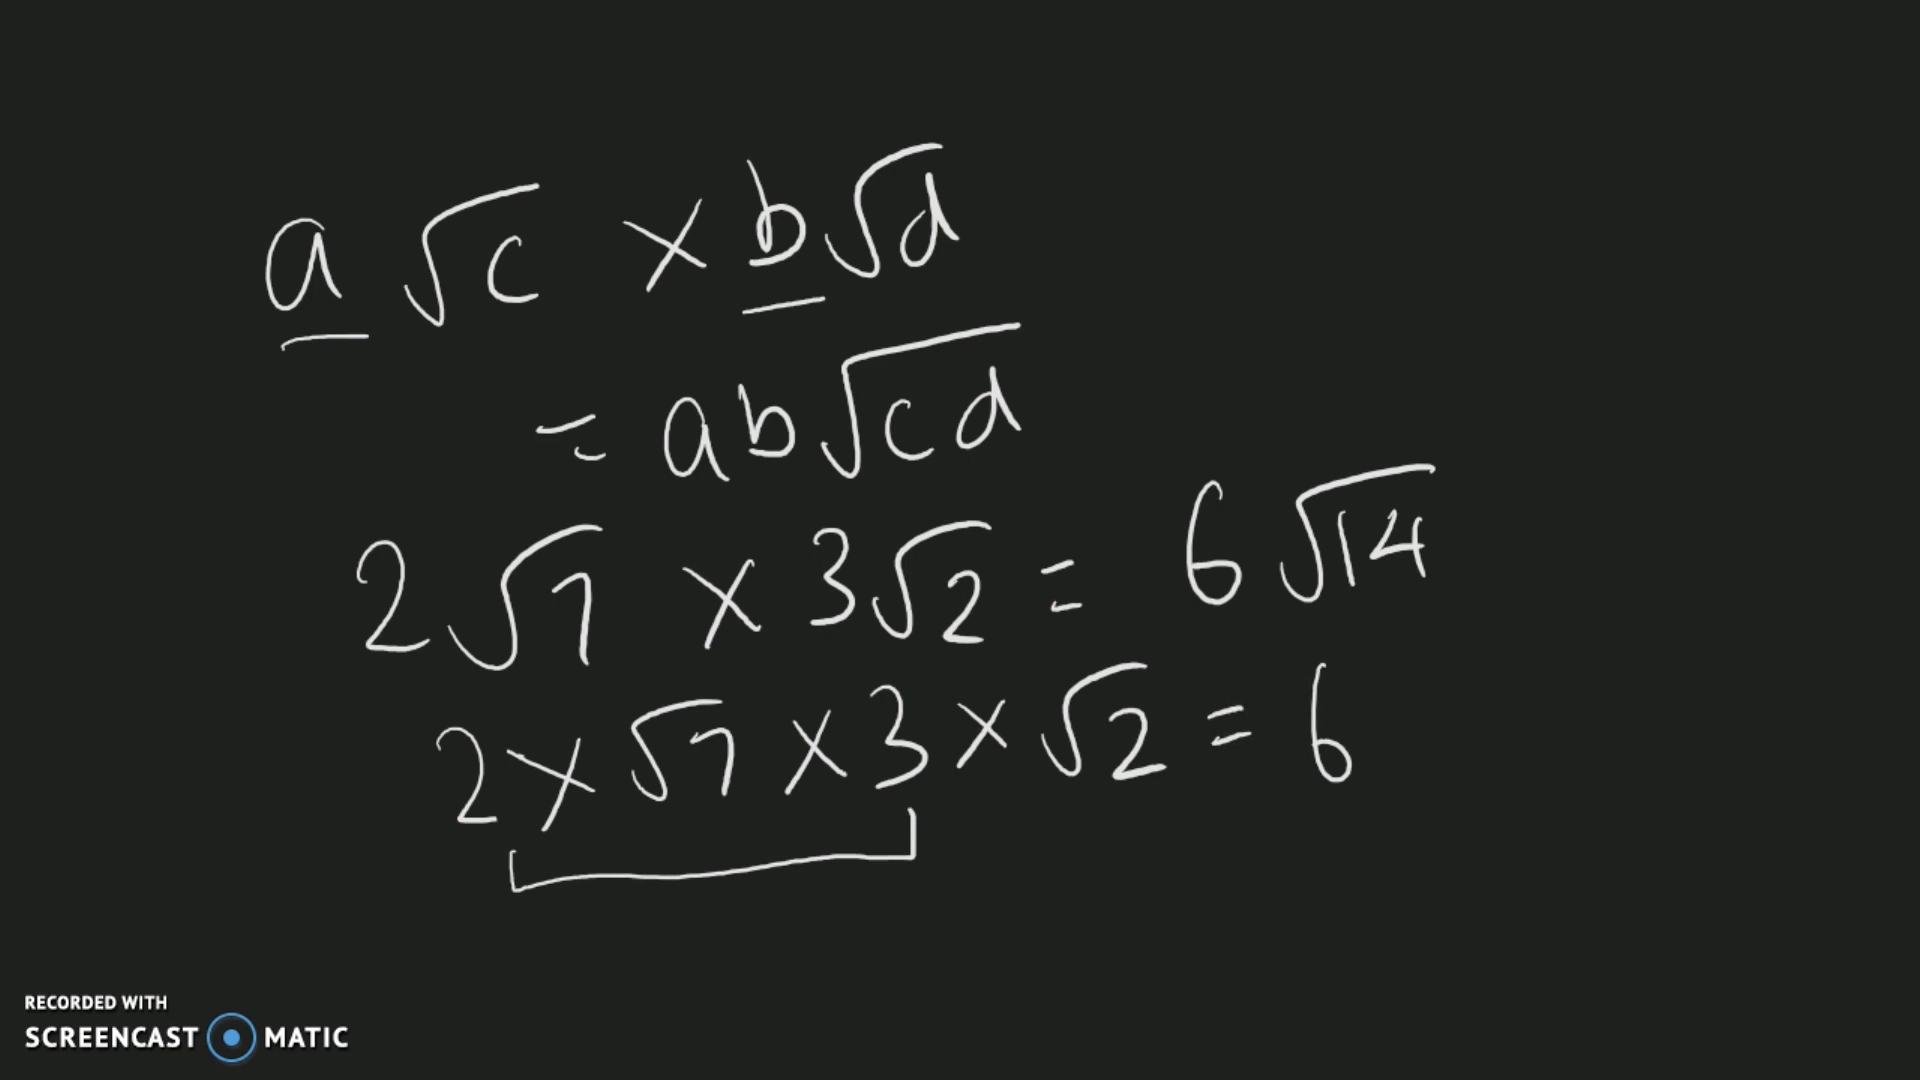 a √c × b√d
= ab√cd
2√7 × 3√2 = 6√14
2 × √7 × 3 × √2 = 6
RECORDED WITH
SCREENCAST MATIC